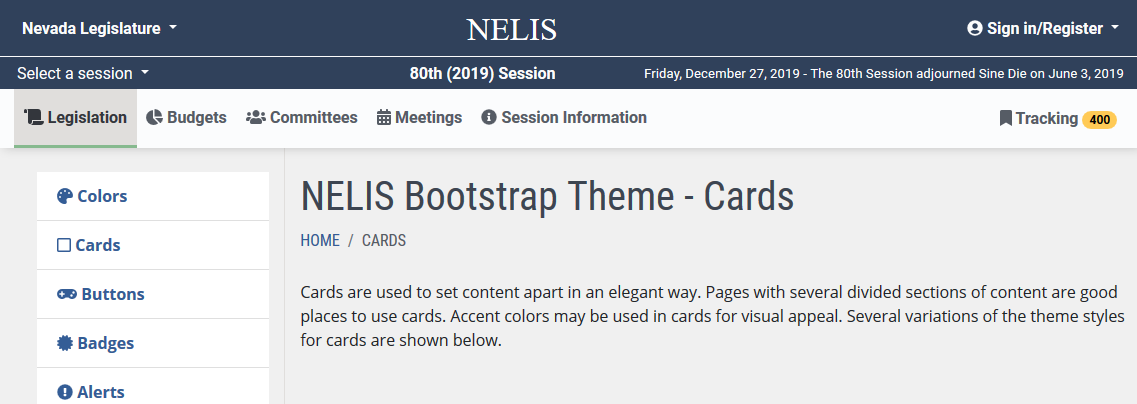 Nevada Legislature
NELIS
Sign in/Register
Select a session
80th (2019) Session
Friday, December 27, 2019 - The 80th Session adjourned Sine Die on June 3, 2019
Legislation
Budgets
Committees
Meetings
Session Information
Tracking 400
Colors
Cards
Buttons
Badges
Alerts
NELIS Bootstrap Theme - Cards
HOME / CARDS
Cards are used to set content apart in an elegant way. Pages with several divided sections of content are good
places to use cards. Accent colors may be used in cards for visual appeal. Several variations of the theme styles
for cards are shown below.